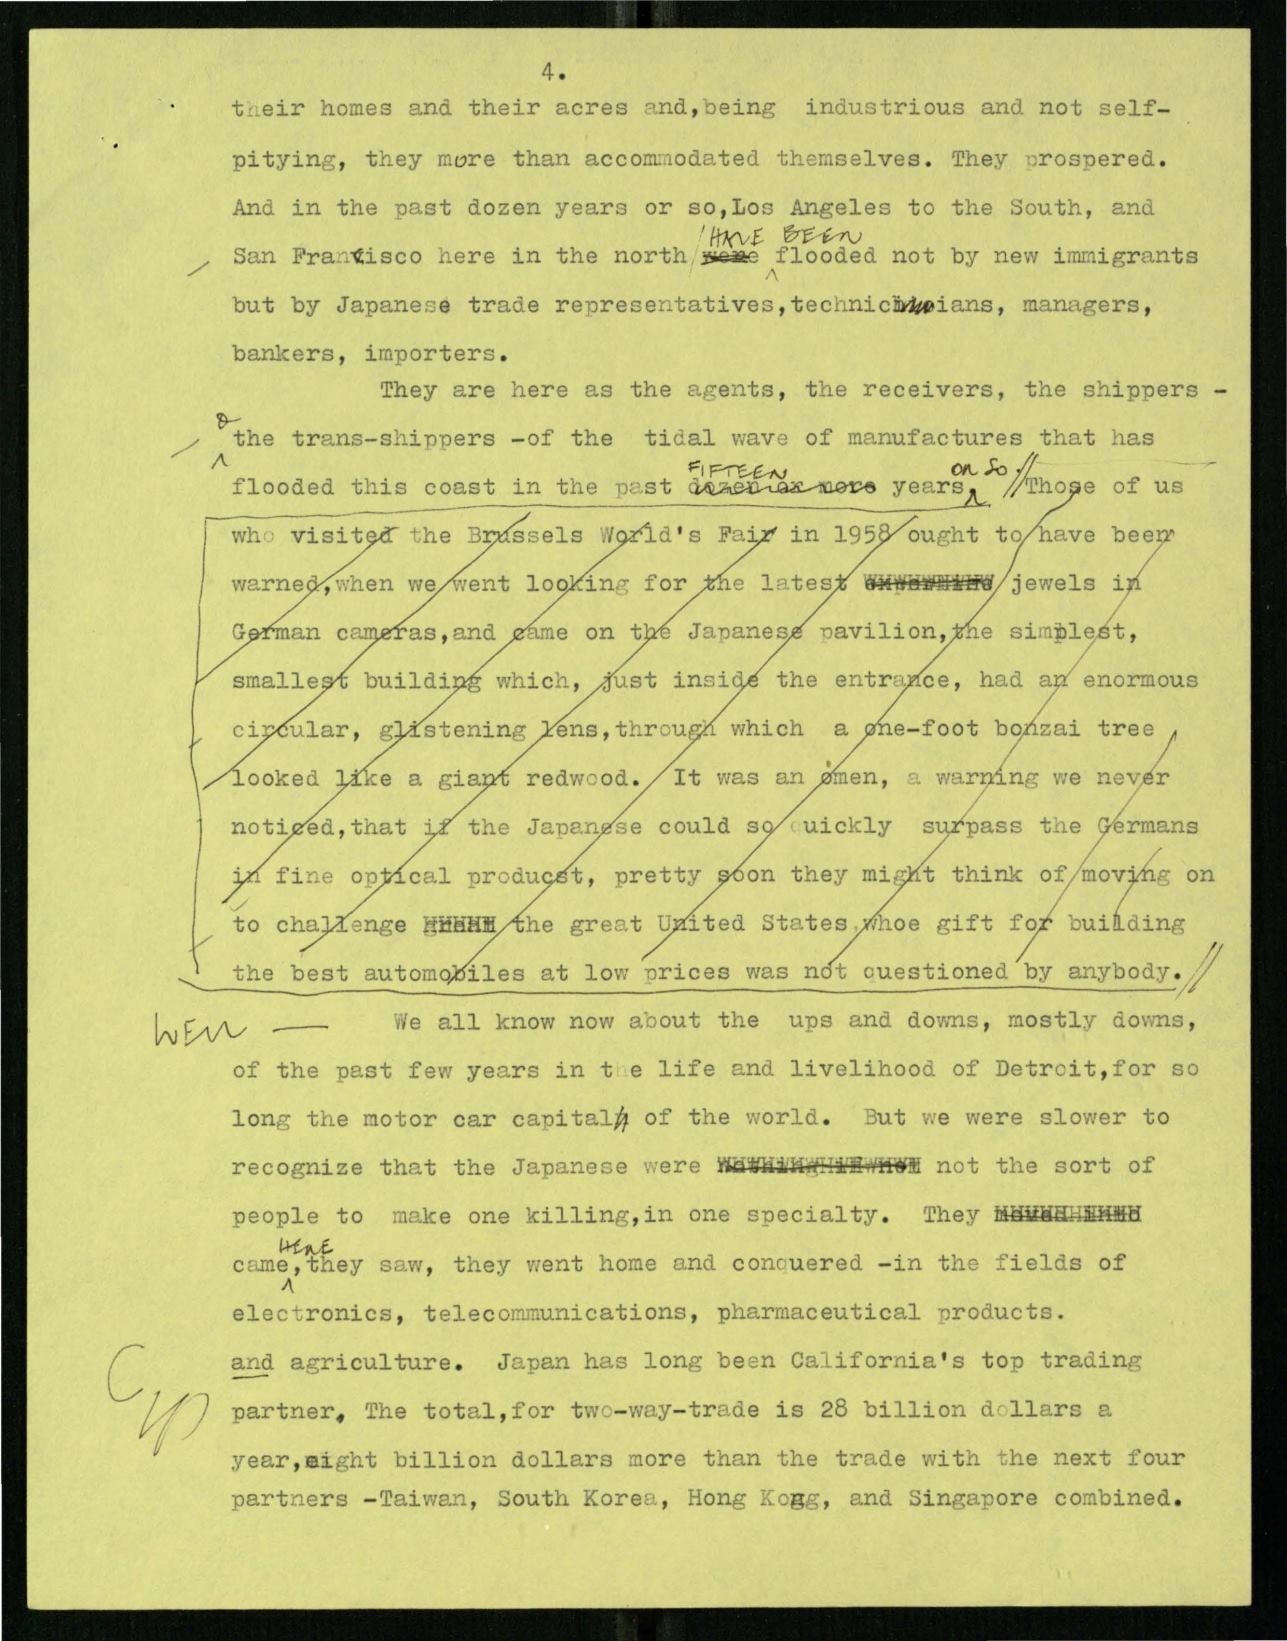 4.
their homes and their acres and,being industrious and not self-
pitying, they more than accommodated themselves. They prospered.
And in the past dozen years or so,Los Angeles to the South, and
HAVE BEEN
San Francisco here in the north were flooded not by new immigrants
but by Japanese trade representatives,technicians, managers,
bankers, importers.
They are here as the agents, the receivers, the shippers -
&
the trans-shippers -of the tidal wave of manufactures that has
FIFTEEN OR SO.
flooded this coast in the past dozen or more years, // Those of us
who visited the Brussels World's Fair in 1958 ought to have been
warned,when we went looking for the latest jewels in
German cameras,and came on the Japanese pavilion,the simplest,
smallest building which, just inside the entrance, had an enormous
circular, glistening lens,through which a one-foot bonzai tree
looked like a giant redwood. It was an omen, a warning we never
noticed,that if the Japanese could so quickly surpass the Germans
in fine optical producst, pretty soon they might think of moving on
to challenge the great United States,whoe gift for building
the best automobiles at low prices was not questioned by anybody. //
WELL — We all know now about the ups and downs, mostly downs,
of the past few years in the life and livelihood of Detroit,for so
long the motor car capital of the world. But we were slower to
recognize that the Japanese were not the sort of
people to make one killing,in one specialty. They
HERE
came,they saw, they went home and conquered -in the fields of
electronics, telecommunications, pharmaceutical products.
and agriculture. Japan has long been California's top trading
partner. The total,for two-way-trade is 28 billion dollars a
year,eight billion dollars more than the trade with the next four
partners -Taiwan, South Korea, Hong Kong, and Singapore combined.